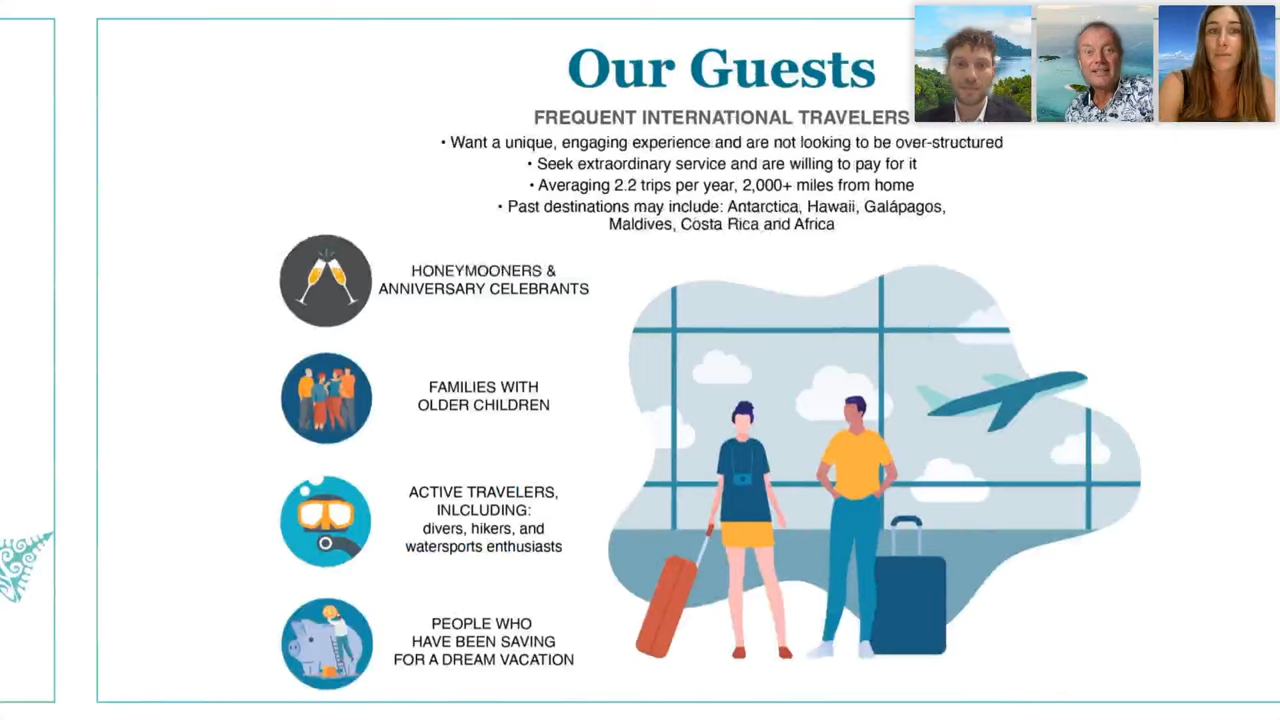 Our Guests
FREQUENT INTERNATIONAL TRAVELERS
• Want a unique, engaging experience and are not looking to be over-structured
• Seek extraordinary service and are willing to pay for it
• Averaging 2.2 trips per year, 2,000+ miles from home
• Past destinations may include: Antarctica, Hawaii, Galápagos,
Maldives, Costa Rica and Africa
HONEYMOONERS &
ANNIVERSARY CELEBRANTS
FAMILIES WITH
OLDER CHILDREN
ACTIVE TRAVELERS,
INLCLUDING:
divers, hikers, and
watersports enthusiasts
PEOPLE WHO
HAVE BEEN SAVING
FOR A DREAM VACATION